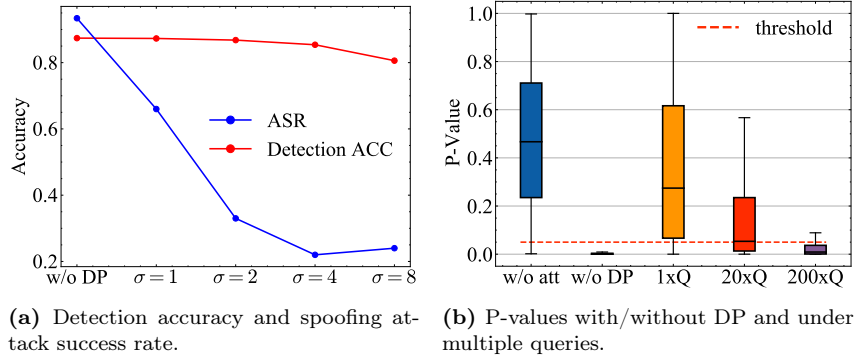 0.8
0.6
0.4
0.2
Accuracy
ASR
Detection ACC
w/o DP σ = 1 σ = 2 σ = 4 σ = 8
(a) Detection accuracy and spoofing at-
tack success rate.
1.0
0.8
0.6
0.4
0.2
0.0
P-Value
threshold
w/o att w/o DP 1xQ 20xQ 200xQ
(b) P-values with/without DP and under
multiple queries.